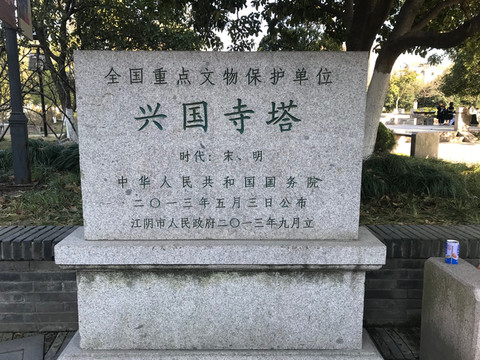 全国重点文物保护单位
兴国寺塔
时代：宋、明
中华人民共和国国务院
二〇一三年五月三日公布
江阴市人民政府二〇一三年九月立